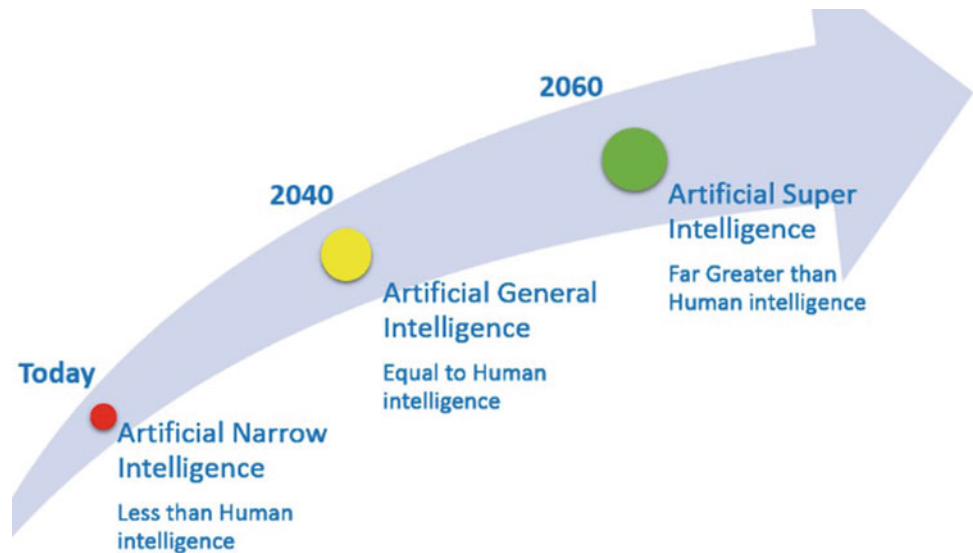 Today
Artificial Narrow
Intelligence
Less than Human
intelligence
2040
Artificial General
Intelligence
Equal to Human
intelligence
2060
Artificial Super
Intelligence
Far Greater than
Human intelligence